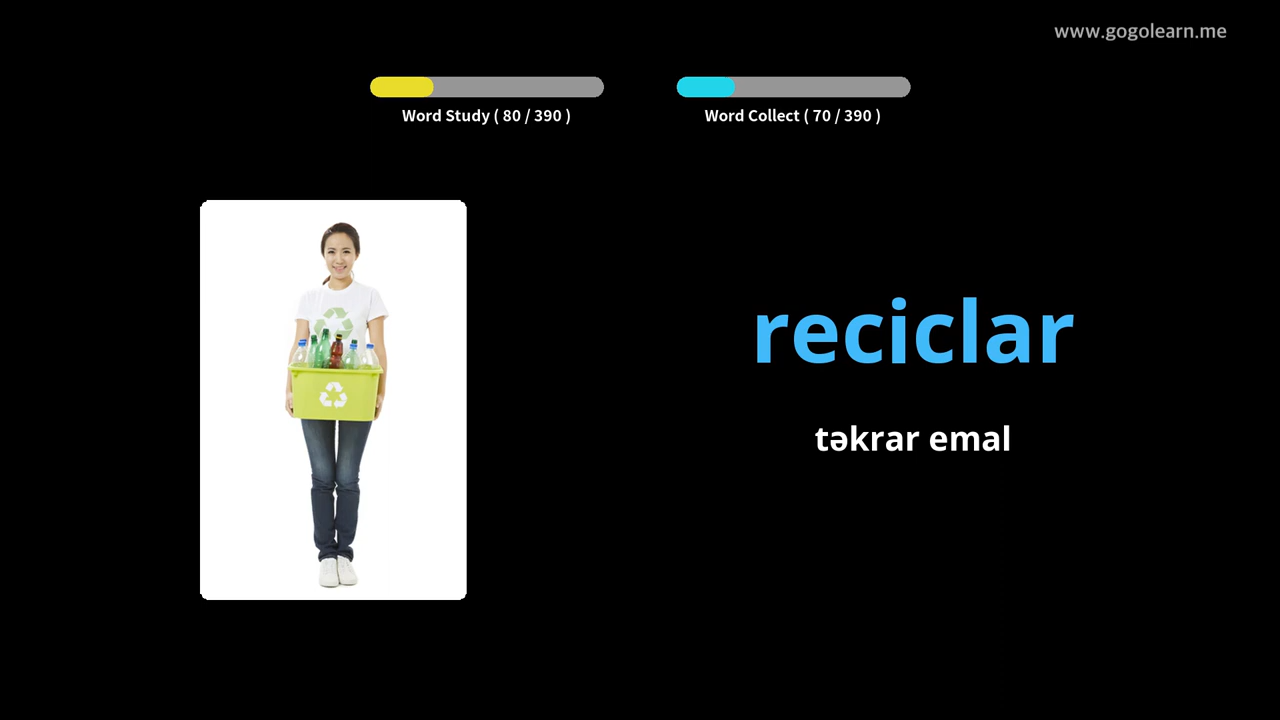 www.gogolearn.me
Word Study ( 80 / 390 )
Word Collect ( 70 / 390 )
reciclar
təkrar emal